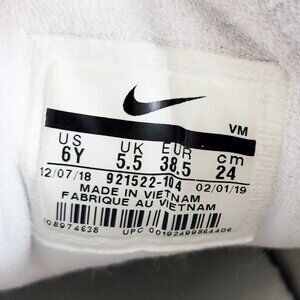 VM
US UK EUR cm
6Y 5.5 38.5 24
12/07/18 921522-104 02/01/19
MADE IN VIETNAM
FABRIQUE AU VIETNAM
UPC